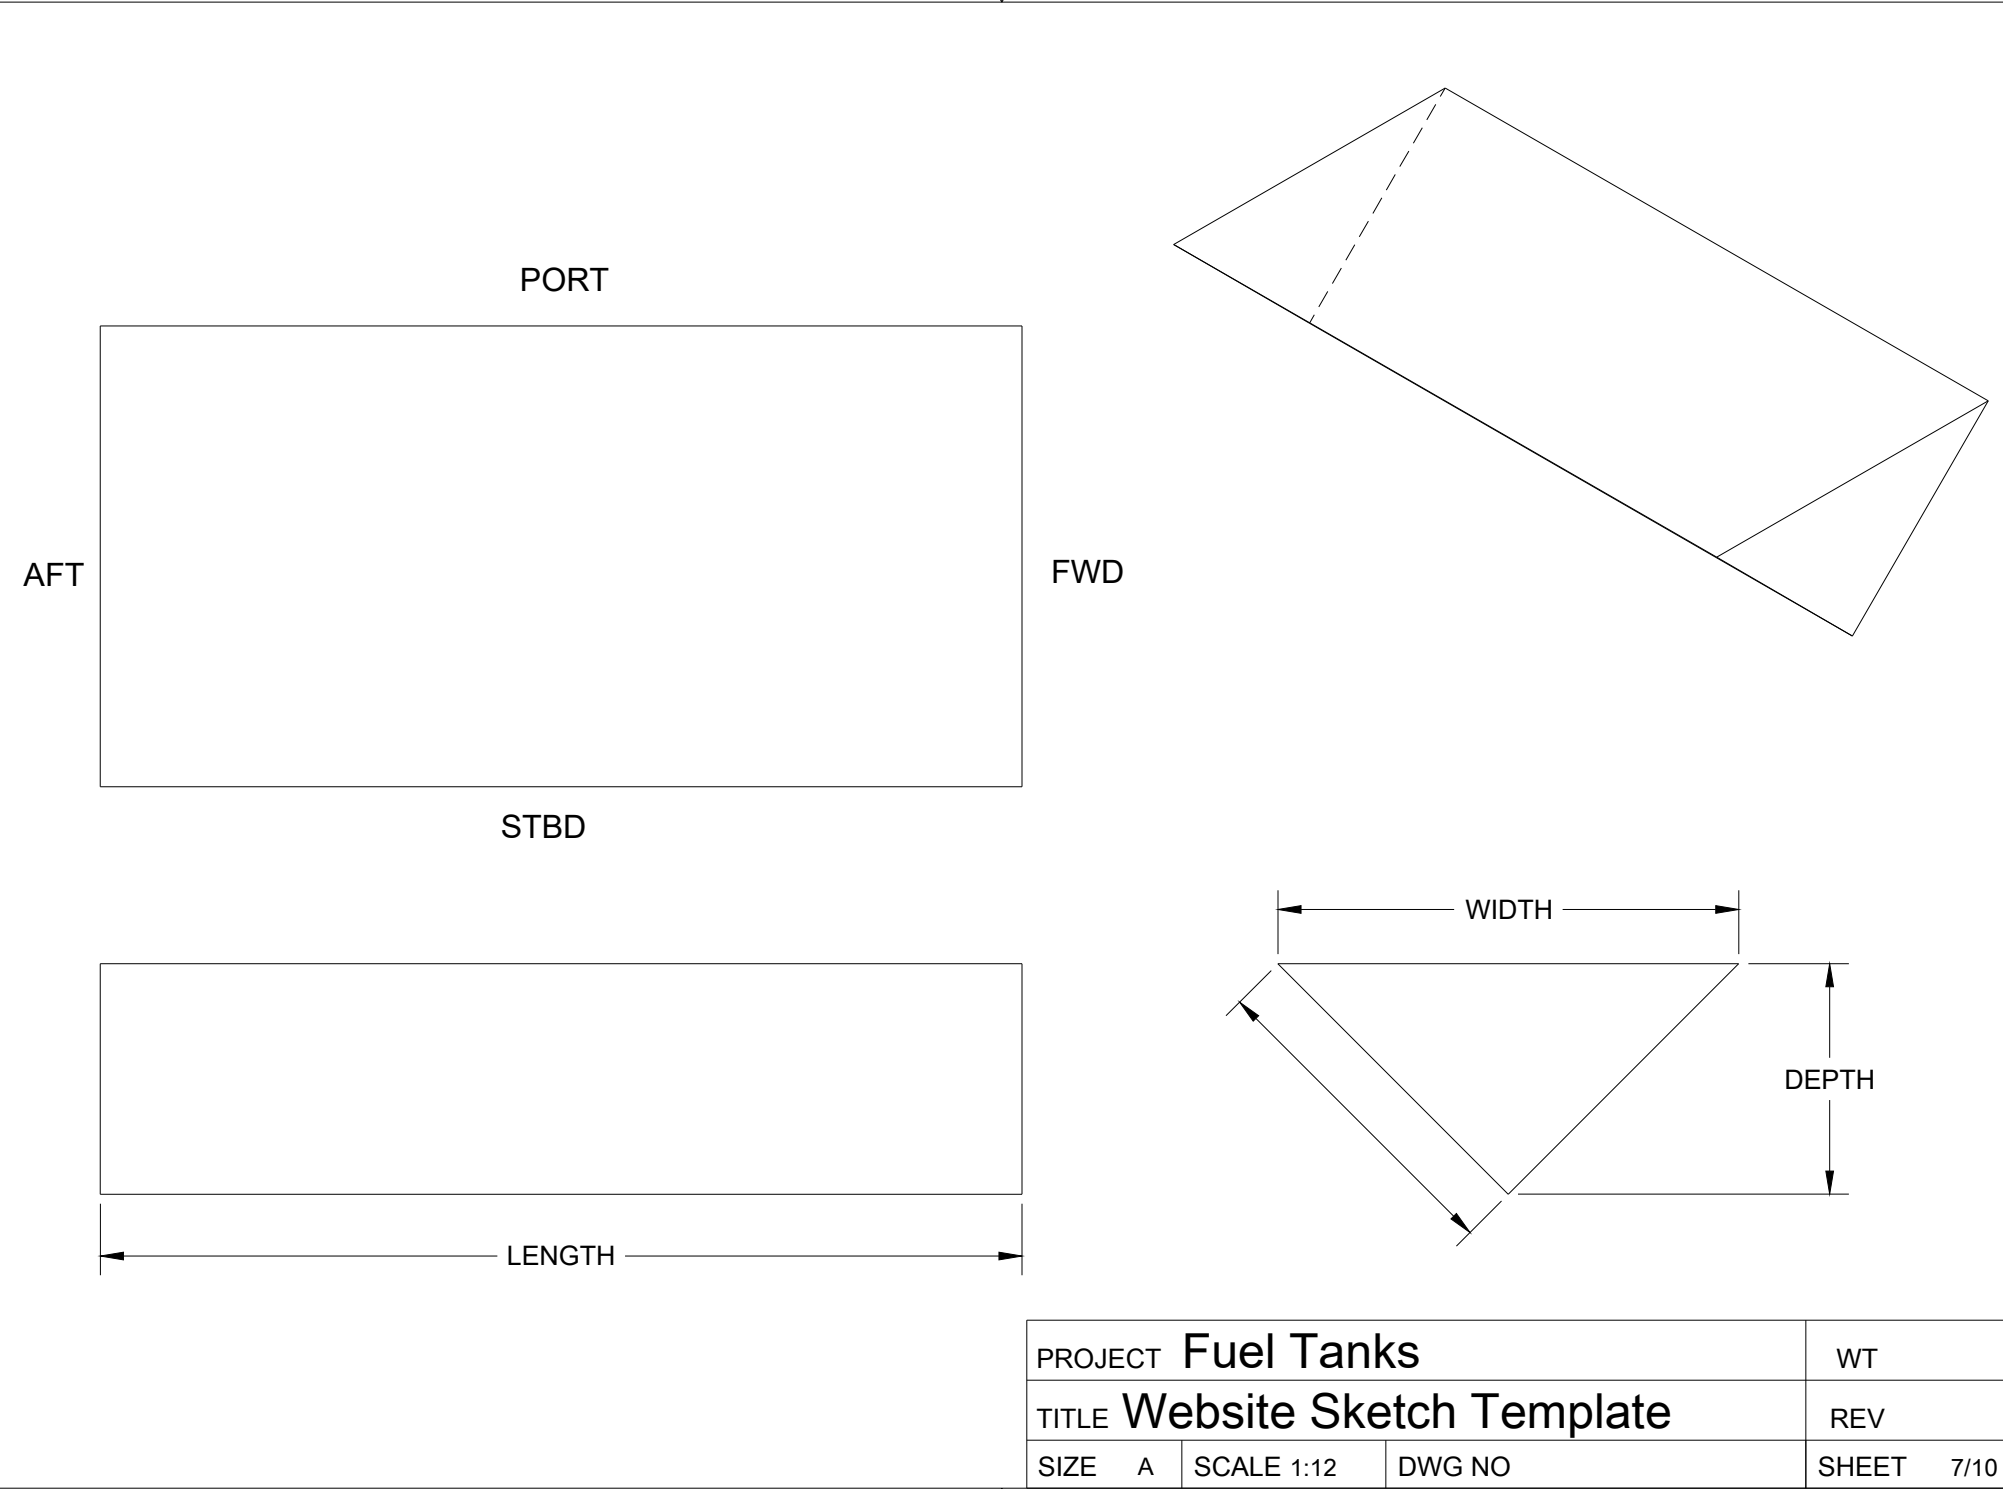 PORT
AFT
FWD
STBD
WIDTH
DEPTH
LENGTH
PROJECT Fuel Tanks WT
TITLE Website Sketch Template REV
SIZE A SCALE 1:12 DWG NO SHEET 7/10